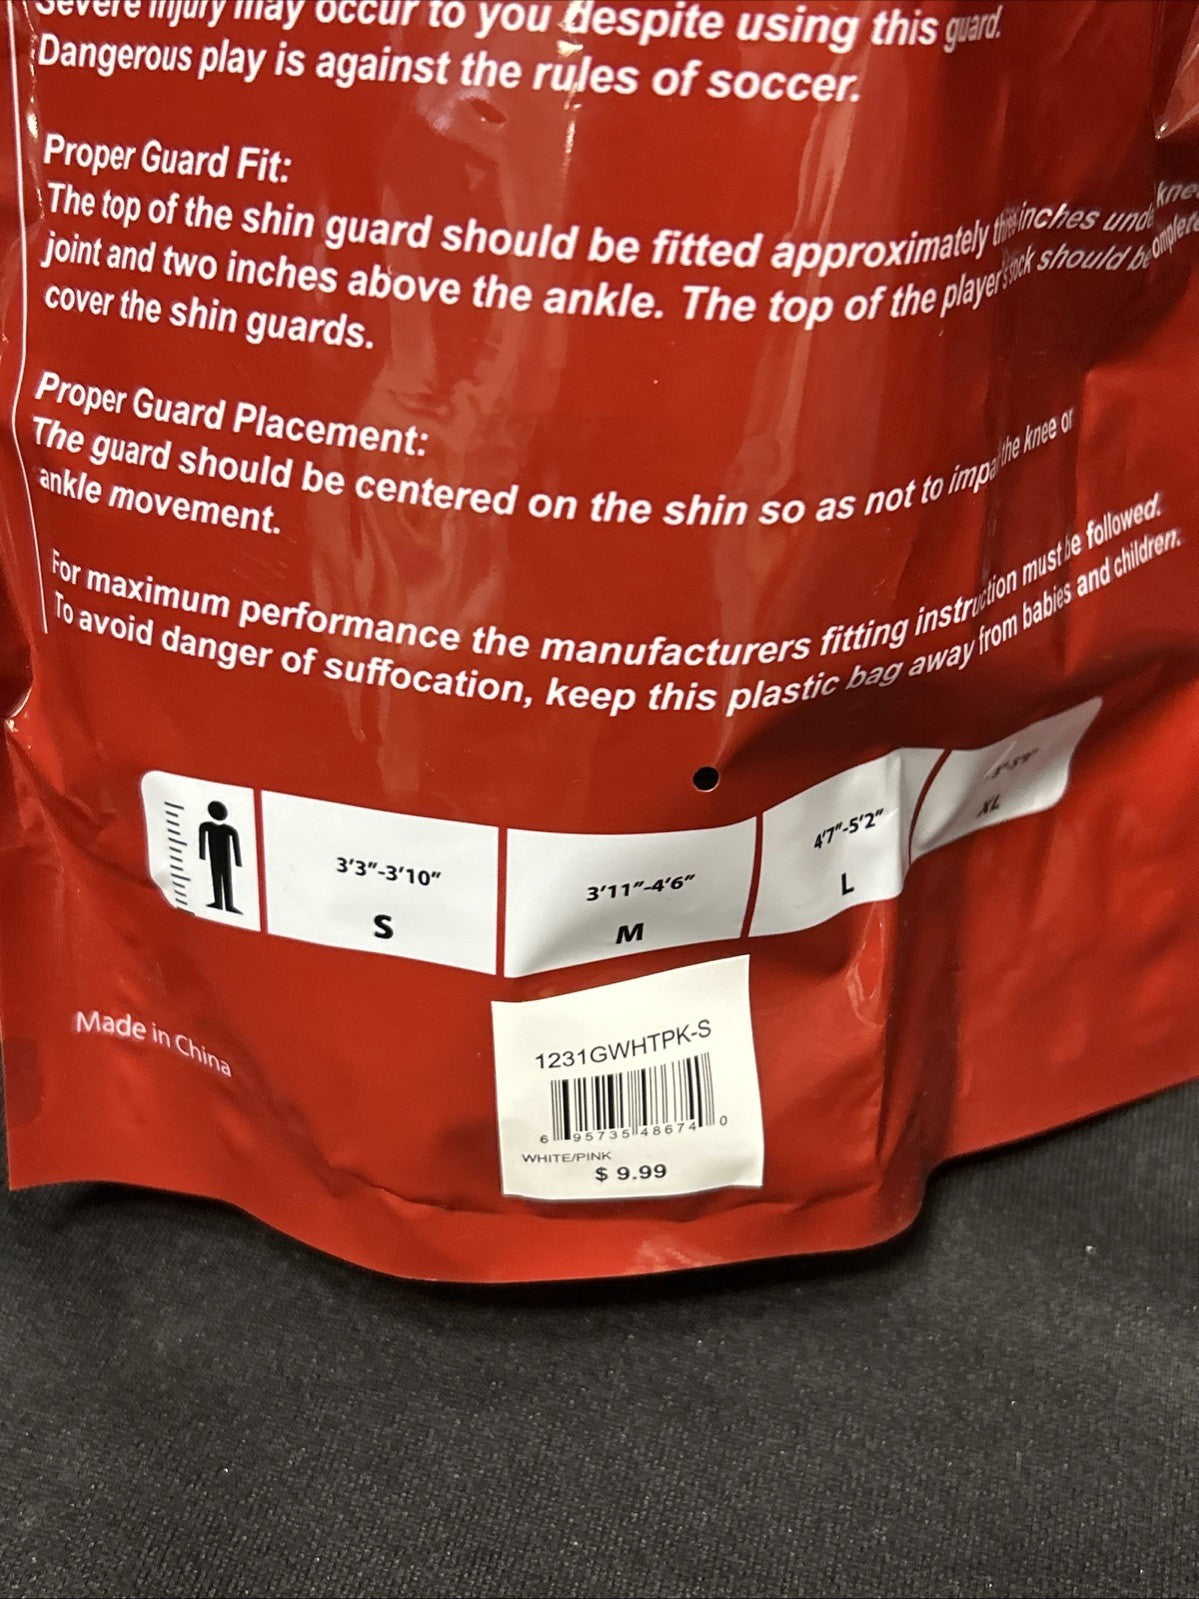 Severe injury may occur to you despite using this guard.
Dangerous play is against the rules of soccer.
Proper Guard Fit:
The top of the shin guard should be fitted approximately three inches under knee
joint and two inches above the ankle. The top of the player's sock should be
cover the shin guards.
Proper Guard Placement:
The guard should be centered on the shin so as not to impair the knee or
ankle movement.
For maximum performance the manufacturers fitting instruction must be followed.
To avoid danger of suffocation, keep this plastic bag away from babies and children.
3'3"-3'10" 3'11"-4'6" 4'7"-5'2"
S M L XL
Made in China
1231GWHTPK-S
6 95735 48674 0
WHITE/PINK
$ 9.99